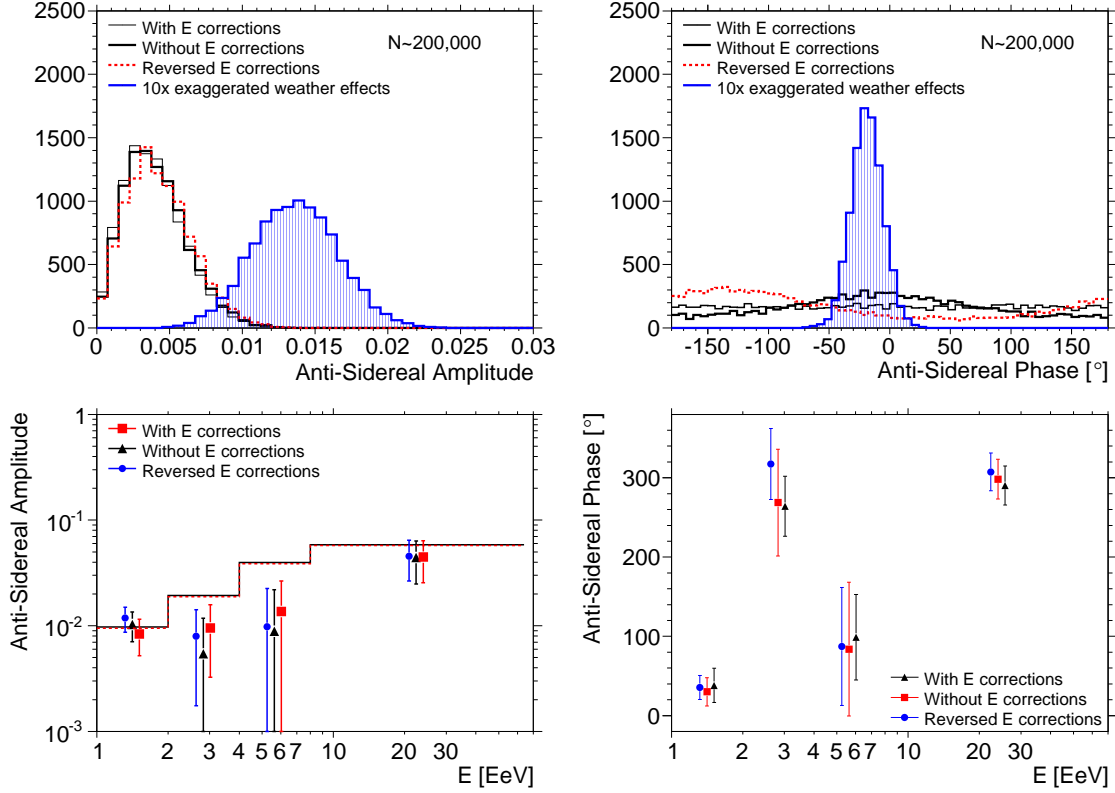 2500
2000
1500
1000
500
0
With E corrections
Without E corrections
Reversed E corrections
10x exaggerated weather effects
N~200,000
0 0.005 0.01 0.015 0.02 0.025 0.03
Anti-Sidereal Amplitude
2500
2000
1500
1000
500
0
With E corrections
Without E corrections
Reversed E corrections
10x exaggerated weather effects
N~200,000
-150 -100 -50 0 50 100 150
Anti-Sidereal Phase [°]
Anti-Sidereal Amplitude
1
10-1
10-2
10-3
With E corrections
Without E corrections
Reversed E corrections
1 2 3 4 5 6 7 10 20 30
E [EeV]
Anti-Sidereal Phase [°]
300
200
100
0
With E corrections
Without E corrections
Reversed E corrections
1 2 3 4 5 6 7 10 20 30
E [EeV]